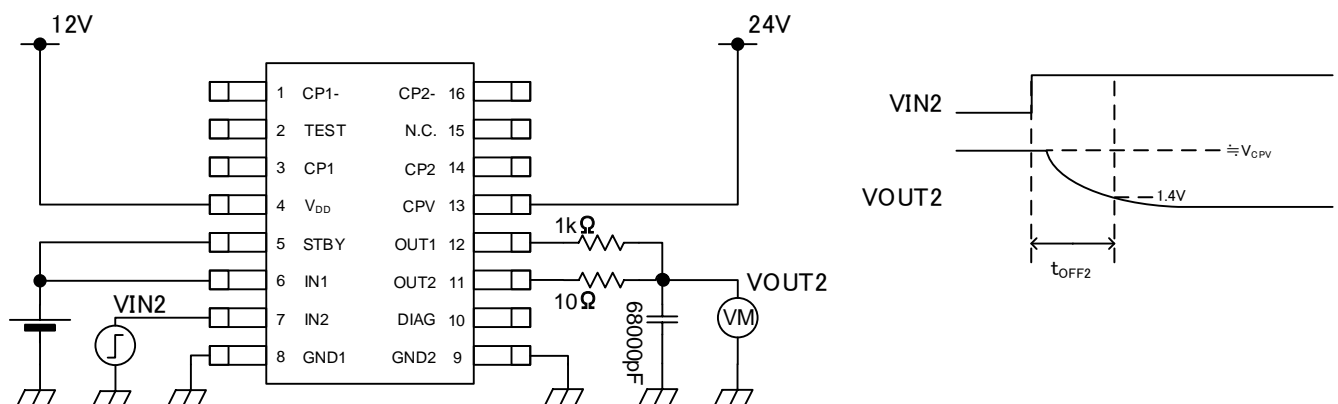 12V
24V
1 CP1- CP2- 16
2 TEST N.C. 15
3 CP1 CP2 14
4 VDD CPV 13
5 STBY OUT1 12
6 IN1 OUT2 11
7 IN2 DIAG 10
8 GND1 GND2 9
1kΩ
10Ω
68000pF
VOUT2
VM
VIN2
VIN2
≒VCPV
VOUT2
1.4V
tOFF2